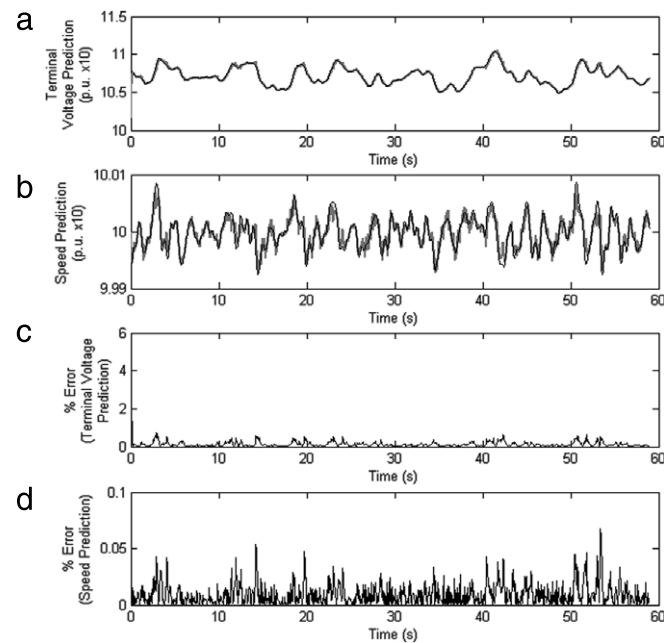 a
Terminal
Voltage Prediction
(p.u. x10)
11.5
11
10.5
10
0 10 20 30 40 50 60
Time (s)
b
Speed Prediction
(p.u. x10)
10.01
10
9.99
0 10 20 30 40 50 60
Time (s)
c
% Error
(Terminal Voltage
Prediction)
6
4
2
0
0 10 20 30 40 50 60
Time (s)
d
% Error
(Speed Prediction)
0.1
0.05
0
0 10 20 30 40 50 60
Time (s)